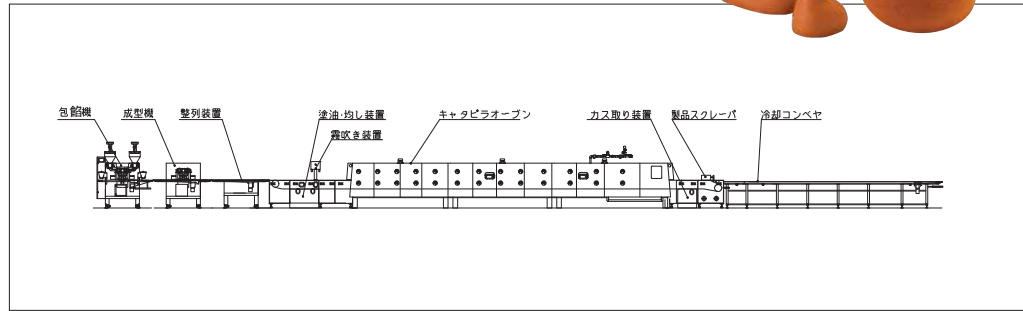 包餡機
成型機
整列装置
塗油・均し装置
霧吹き装置
キャタピラオーブン
カス取り装置
製品スクレーパ
冷却コンベヤ